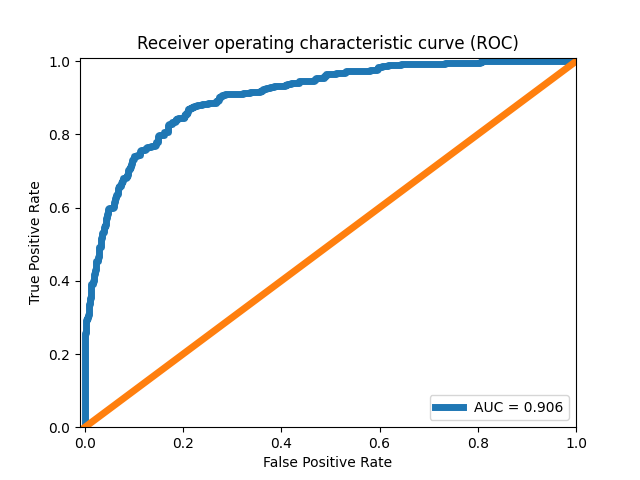 Receiver operating characteristic curve (ROC)
True Positive Rate
1.0
0.8
0.6
0.4
0.2
0.0
AUC = 0.906
0.0 0.2 0.4 0.6 0.8 1.0
False Positive Rate